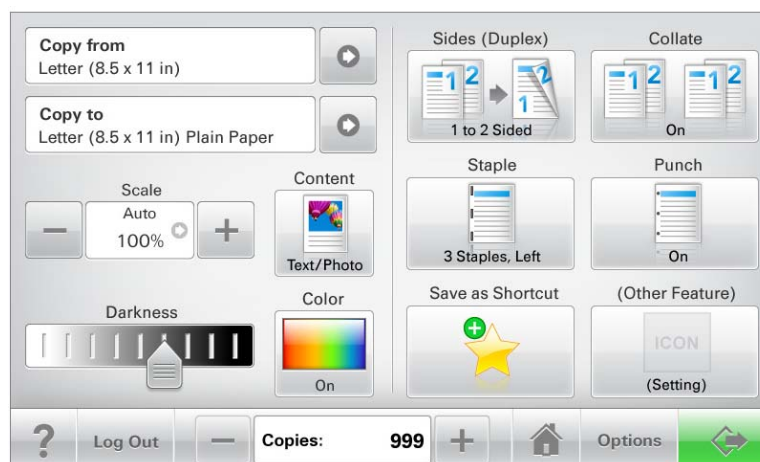 Copy from
Letter (8.5 x 11 in)
Copy to
Letter (8.5 x 11 in) Plain Paper
Scale
Auto
100%
Content
Text/Photo
Darkness
Color
On
Sides (Duplex)
1 2
2
1
1 to 2 Sided
Collate
1 2 1 2
On
Staple
3 Staples, Left
Punch
On
Save as Shortcut
(Other Feature)
ICON
(Setting)
?
Log Out
Copies: 999
Options